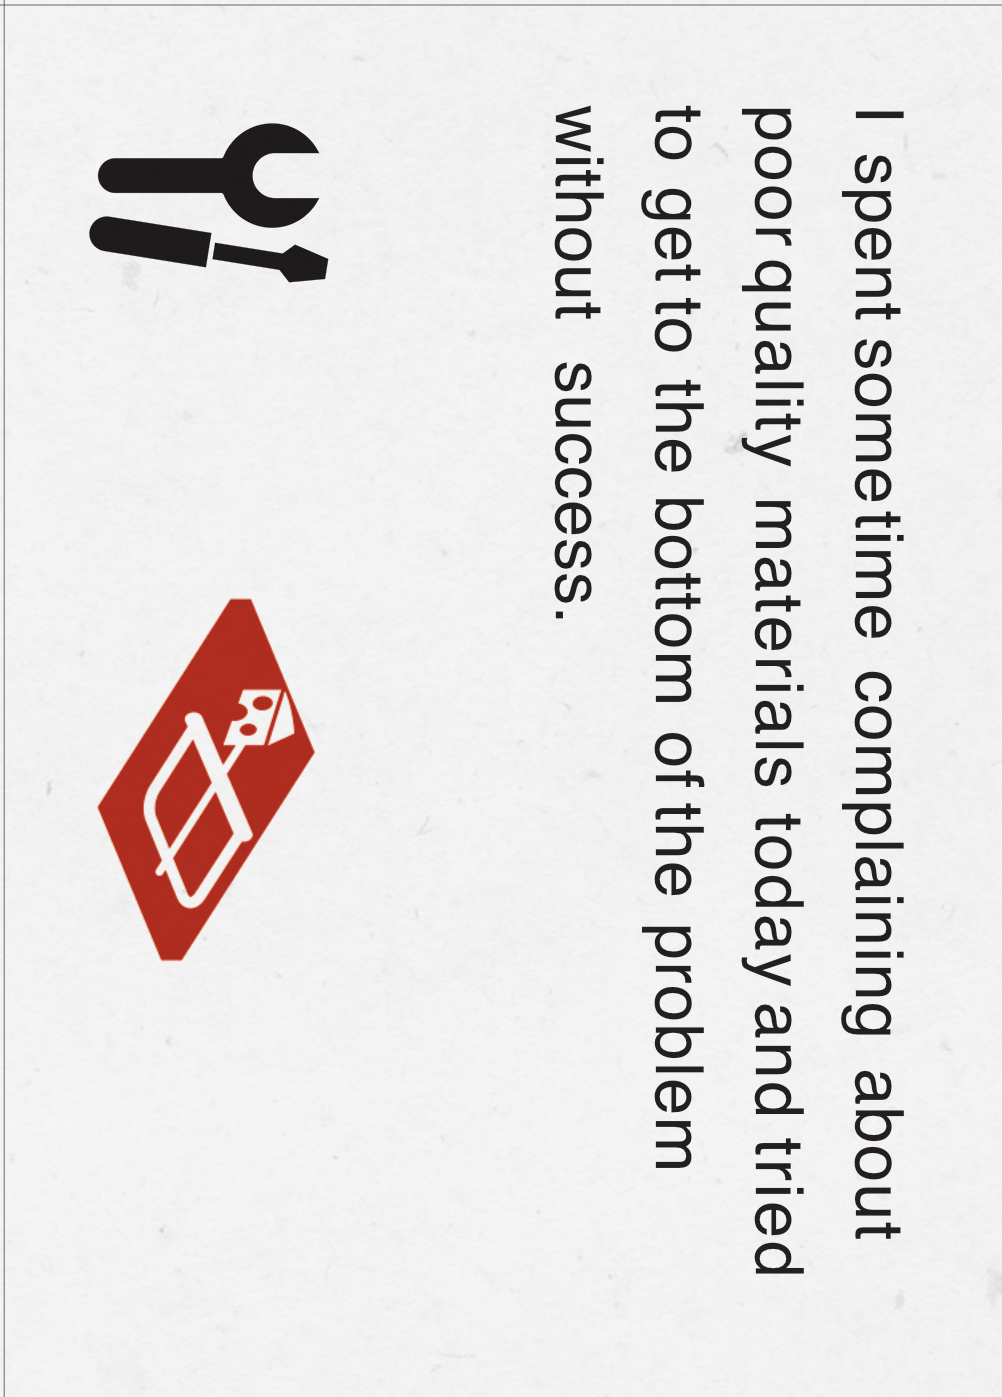 I spent sometime complaining about
poor quality materials today and tried
to get to the bottom of the problem
without success.